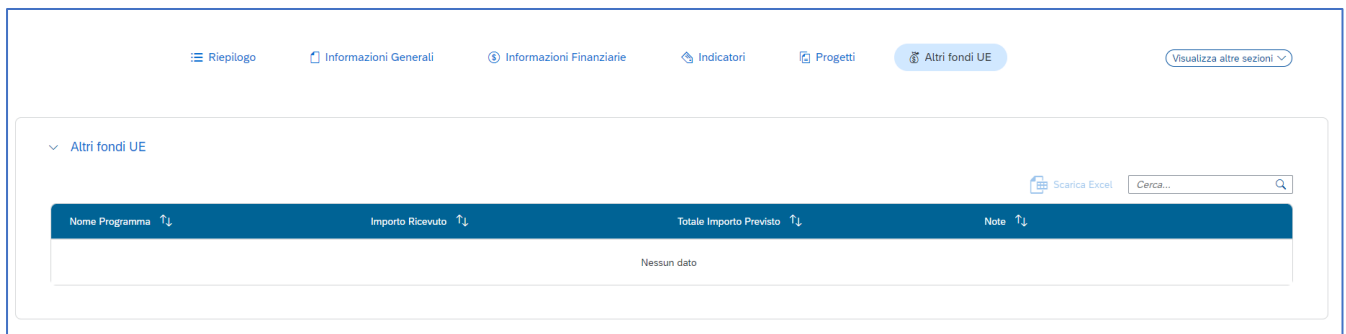 Riepilogo Informazioni Generali Informazioni Finanziarie Indicatori Progetti Altri fondi UE Visualizza altre sezioni
Altri fondi UE
Scarica Excel Cerca...
Nome Programma Importo Ricevuto Totale Importo Previsto Note
Nessun dato